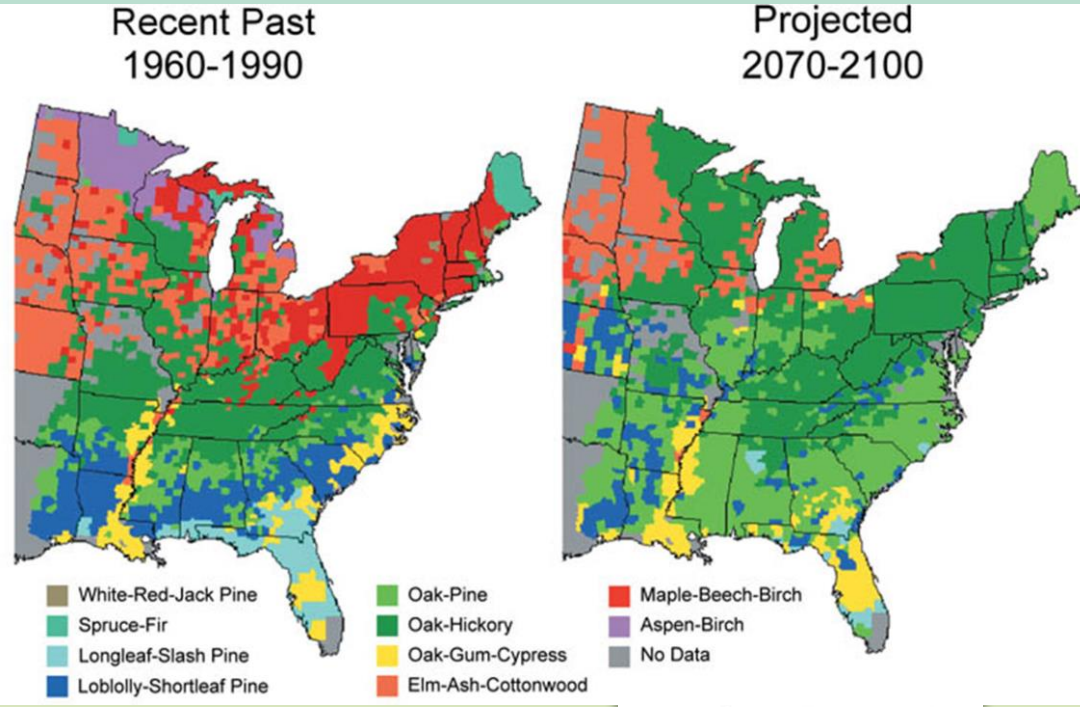 Recent Past
1960-1990
Projected
2070-2100
White-Red-Jack Pine
Spruce-Fir
Longleaf-Slash Pine
Loblolly-Shortleaf Pine
Oak-Pine
Oak-Hickory
Oak-Gum-Cypress
Elm-Ash-Cottonwood
Maple-Beech-Birch
Aspen-Birch
No Data